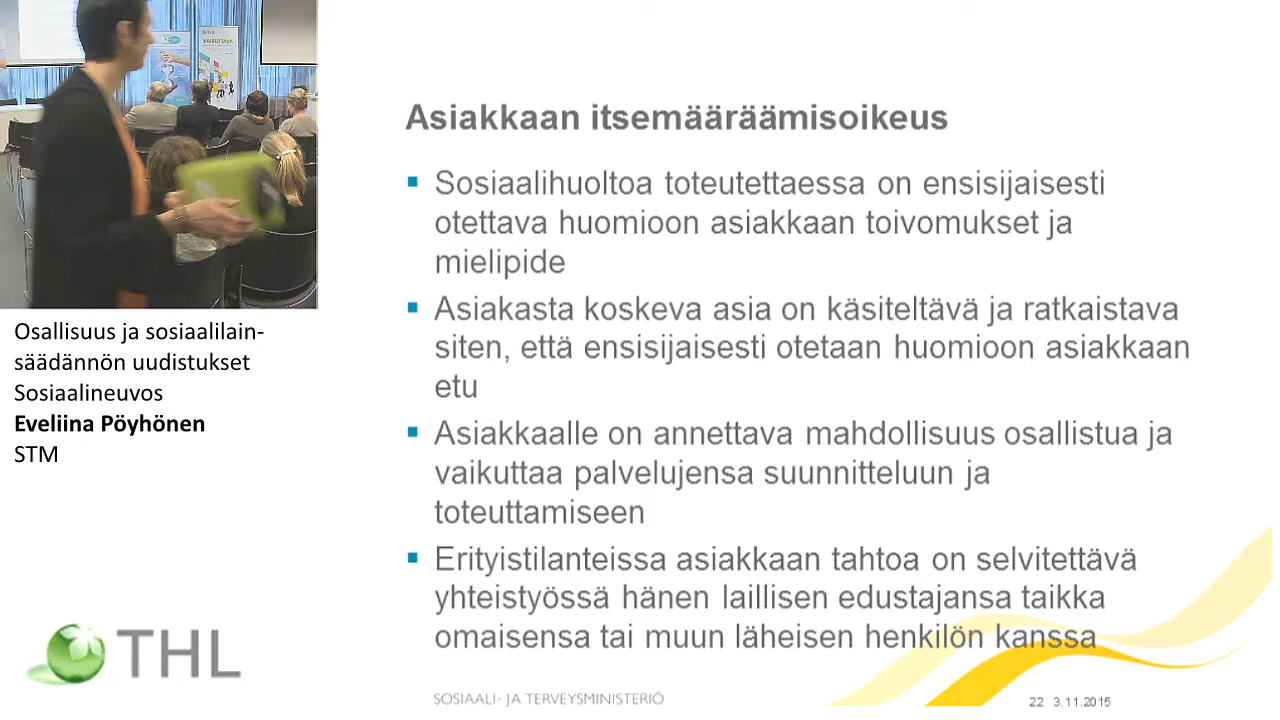 Asiakkaan itsemääräämisoikeus
Sosiaalihuoltoa toteutettaessa on ensisijaisesti
otettava huomioon asiakkaan toivomukset ja
mielipide
Asiakasta koskeva asia on käsiteltävä ja ratkaistava
siten, että ensisijaisesti otetaan huomioon asiakkaan
etu
Asiakkaalle on annettava mahdollisuus osallistua ja
vaikuttaa palvelujensa suunnitteluun ja
toteuttamiseen
Erityistilanteissa asiakkaan tahtoa on selvitettävä
yhteistyössä hänen laillisen edustajansa taikka
omaisensa tai muun läheisen henkilön kanssa
Osallisuus ja sosiaalilain-
säädännön uudistukset
Sosiaalineuvos
Eveliina Pöyhönen
STM
THL
SOSIAALI- JA TERVEYSMINISTERIÖ
22 3.11.2015